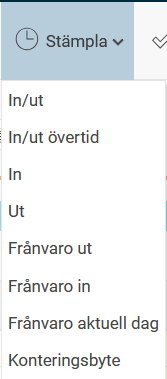 Stämpla
In/ut
In/ut övertid
In
Ut
Frånvaro ut
Frånvaro in
Frånvaro aktuell dag
Konteringsbyte